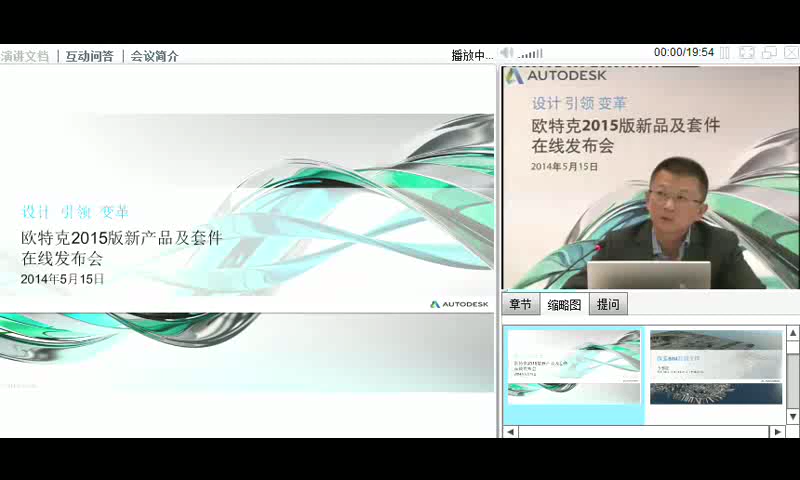 演讲文档 | 互动问答 | 会议简介
播放中...
00:00/19:54
设计 引领 变革
欧特克2015版新产品及套件
在线发布会
2014年5月15日
AUTODESK
AUTODESK
设计 引领 变革
欧特克2015版新品及套件
在线发布会
2014年5月15日
章节 缩略图 提问